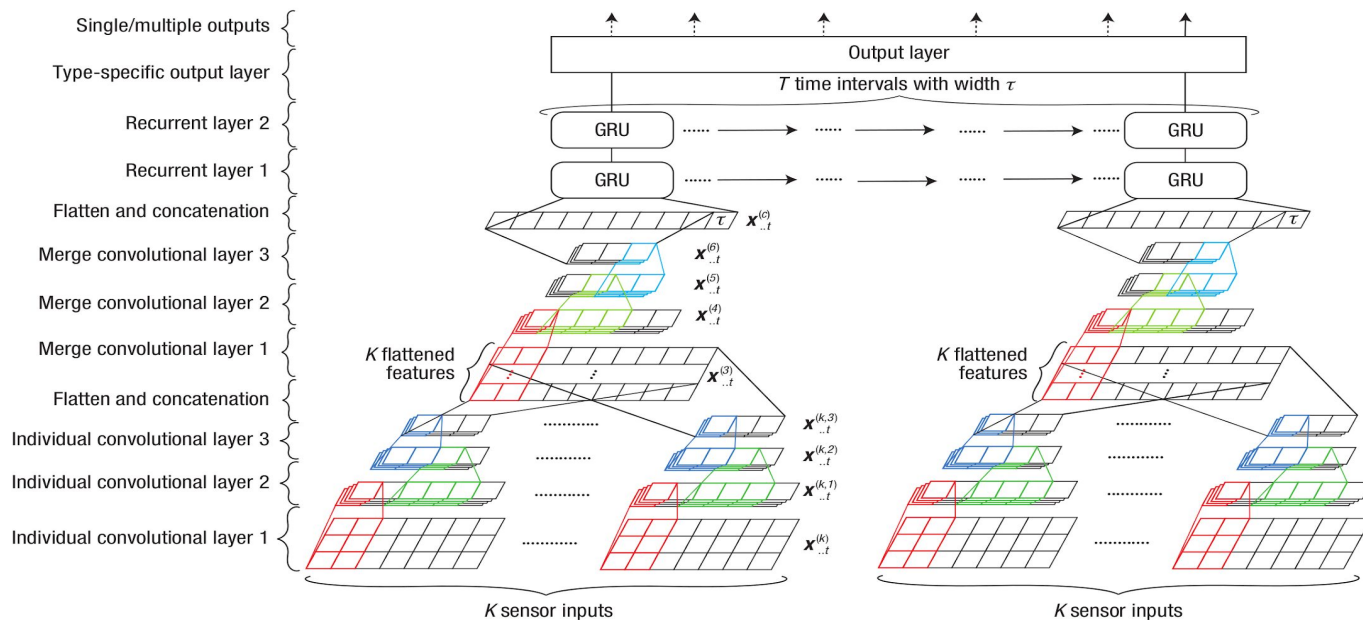 Single/multiple outputs
Type-specific output layer
Recurrent layer 2
Recurrent layer 1
Flatten and concatenation
Merge convolutional layer 3
Merge convolutional layer 2
Merge convolutional layer 1
Flatten and concatenation
Individual convolutional layer 3
Individual convolutional layer 2
Individual convolutional layer 1
Output layer
T time intervals with width τ
GRU ...... ...... ...... ...... GRU
GRU ...... ...... ...... ...... GRU
τ x..t(c) τ
x..t(6)
x..t(5)
x..t(4)
K flattened
features
x..t(3)
K flattened
features
x..t(k,3)
x..t(k,2)
x..t(k,1)
x..t(k)
K sensor inputs
K sensor inputs